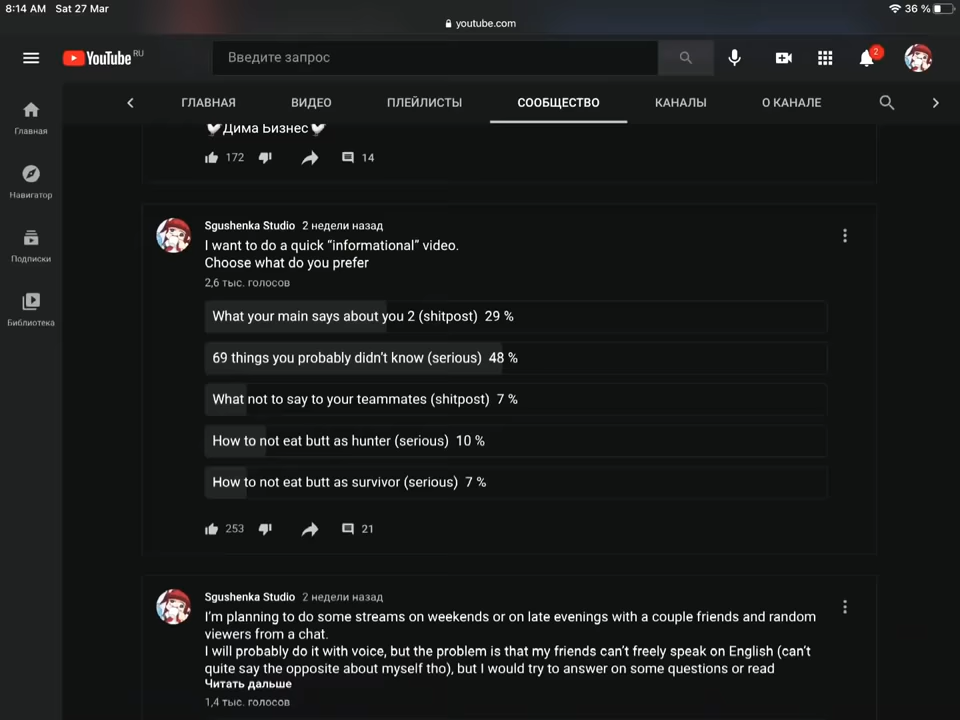 8:14 AM Sat 27 Mar
36 %
youtube.com
YouTube RU
Введите запрос
2
ГЛАВНАЯ ВИДЕО ПЛЕЙЛИСТЫ СООБЩЕСТВО КАНАЛЫ О КАНАЛЕ
Главная
Навигатор
Подписки
Библиотека
🕊Дима Бизнес🕊
172 14
Sgushenka Studio 2 недели назад
I want to do a quick “informational” video.
Choose what do you prefer
2,6 тыс. голосов
What your main says about you 2 (shitpost) 29 %
69 things you probably didn’t know (serious) 48 %
What not to say to your teammates (shitpost) 7 %
How to not eat butt as hunter (serious) 10 %
How to not eat butt as survivor (serious) 7 %
253 21
Sgushenka Studio 2 недели назад
I’m planning to do some streams on weekends or on late evenings with a couple friends and random
viewers from a chat.
I will probably do it with voice, but the problem is that my friends can’t freely speak on English (can’t
quite say the opposite about myself tho), but I would try to answer on some questions or read
Читать дальше
1,4 тыс. голосов